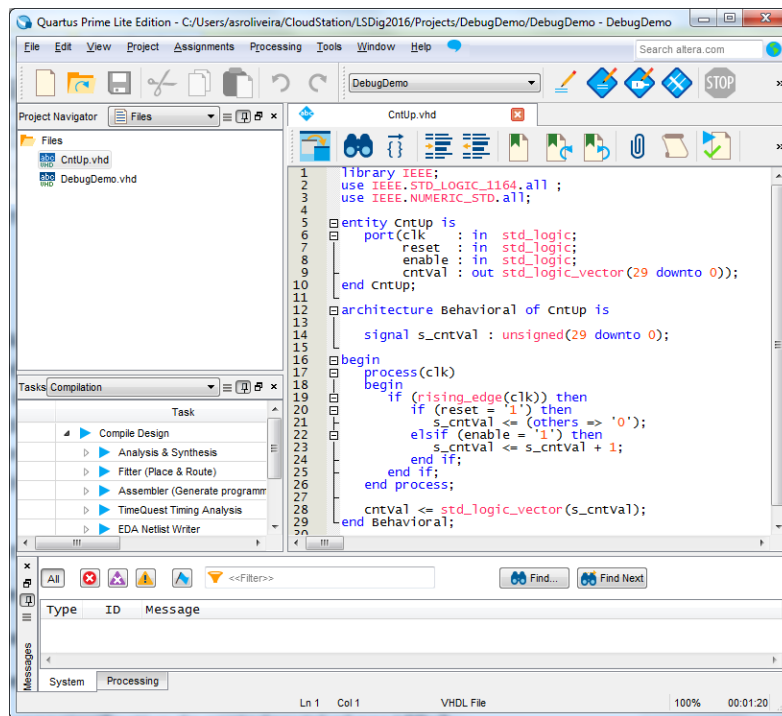 Quartus Prime Lite Edition - C:/Users/asroliveira/CloudStation/LSDig2016/Projects/DebugDemo/DebugDemo - DebugDemo
File Edit View Project Assignments Processing Tools Window Help
Search altera.com
DebugDemo
STOP
»
Project Navigator Files
Files
CntUp.vhd
DebugDemo.vhd
CntUp.vhd
»
1 library IEEE;
2 use IEEE.STD_LOGIC_1164.all ;
3 use IEEE.NUMERIC_STD.all;
4
5 entity CntUp is
6 port(clk    : in  std_logic;
7 reset  : in  std_logic;
8 enable : in  std_logic;
9 cntVal : out std_logic_vector(29 downto 0));
10 end CntUp;
11
12 architecture Behavioral of CntUp is
13
14 signal s_cntVal : unsigned(29 downto 0);
15
16 begin
17 process(clk)
18 begin
19 if (rising_edge(clk)) then
20 if (reset = '1') then
21 s_cntVal <= (others => '0');
22 elsif (enable = '1') then
23 s_cntVal <= s_cntVal + 1;
24 end if;
25 end if;
26 end process;
27
28 cntVal <= std_logic_vector(s_cntVal);
29 end Behavioral;
30
Tasks Compilation
Task
Compile Design
Analysis & Synthesis
Fitter (Place & Route)
Assembler (Generate programm
TimeQuest Timing Analysis
EDA Netlist Writer
All <<Filter>> Find... Find Next
Type ID Message
Messages
System Processing
Ln 1 Col 1 VHDL File 100% 00:01:20